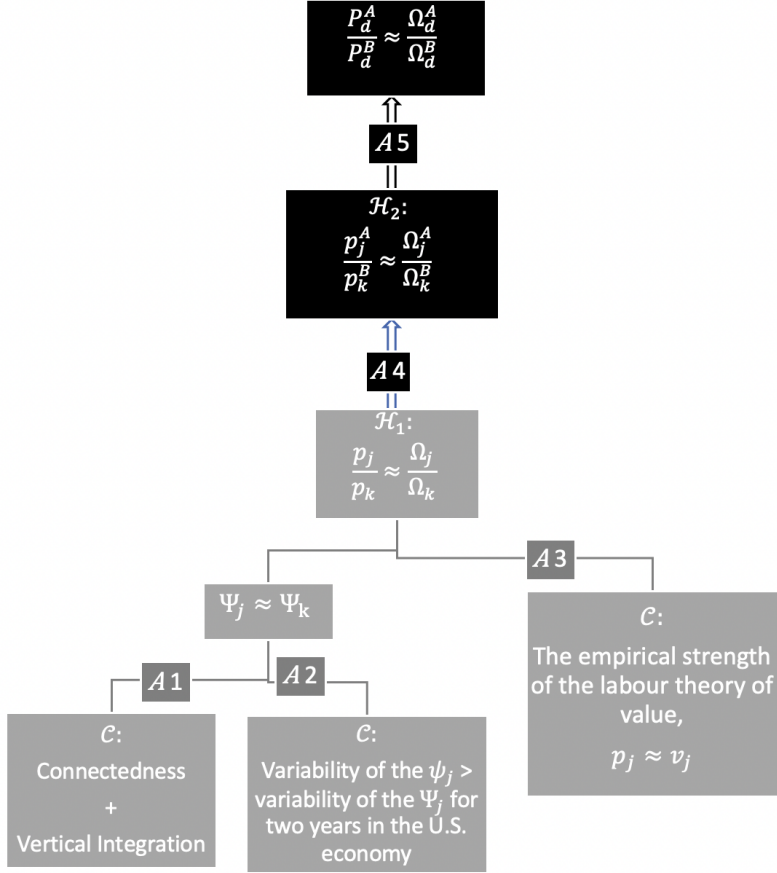 P_d^A / P_d^B ≈ Ω_d^A / Ω_d^B
A5
ℋ₂:
p_j^A / p_k^B ≈ Ω_j^A / Ω_k^B
A4
ℋ₁:
p_j / p_k ≈ Ω_j / Ω_k
A3
Ψ_j ≈ Ψ_k
𝒞:
The empirical strength
of the labour theory of
value,
p_j ≈ v_j
A1
A2
𝒞:
Connectedness
+
Vertical Integration
𝒞:
Variability of the ψ_j >
variability of the Ψ_j for
two years in the U.S.
economy